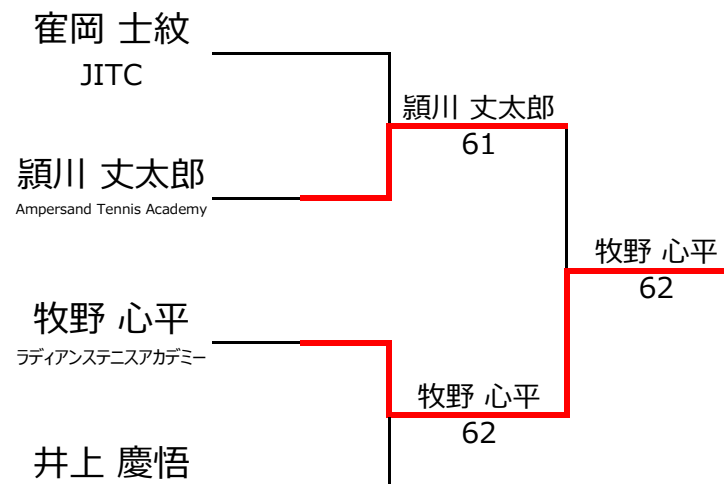 寉岡 士紋
JITC
頴川 丈太郎
61
頴川 丈太郎
Ampersand Tennis Academy
牧野 心平
62
牧野 心平
ラディアンステニスアカデミー
牧野 心平
62
井上 慶悟